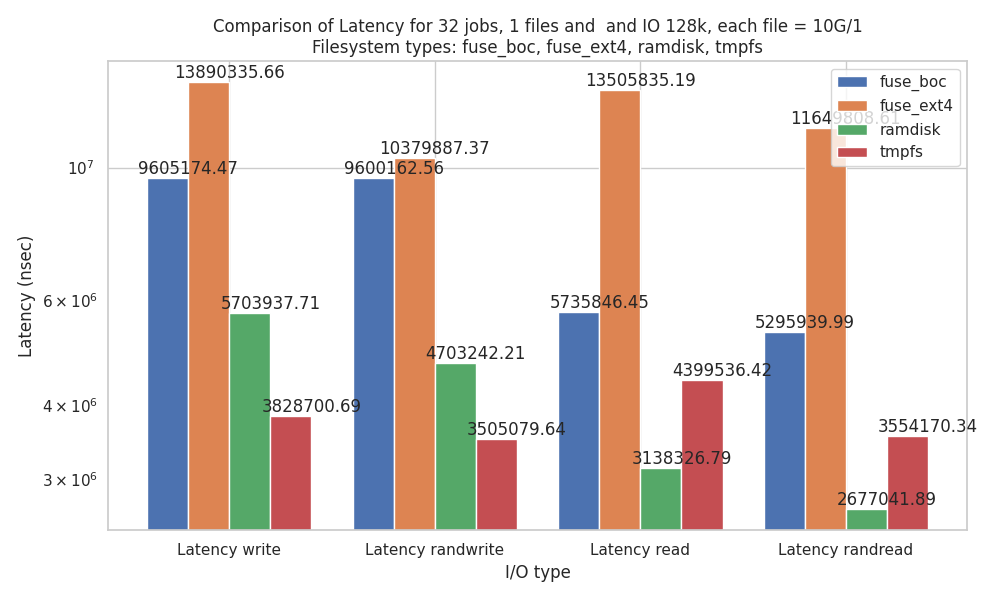 Comparison of Latency for 32 jobs, 1 files and  and IO 128k, each file = 10G/1
Filesystem types: fuse_boc, fuse_ext4, ramdisk, tmpfs
13890335.66
13505835.19
11649808.61
fuse_boc
fuse_ext4
ramdisk
tmpfs
10379887.37
9605174.47
9600162.56
5703937.71
5735846.45
5295939.99
4703242.21
4399536.42
3828700.69
3505079.64
3554170.34
3138326.79
2677041.89
10⁷
6 × 10⁶
4 × 10⁶
3 × 10⁶
Latency (nsec)
Latency write
Latency randwrite
Latency read
Latency randread
I/O type